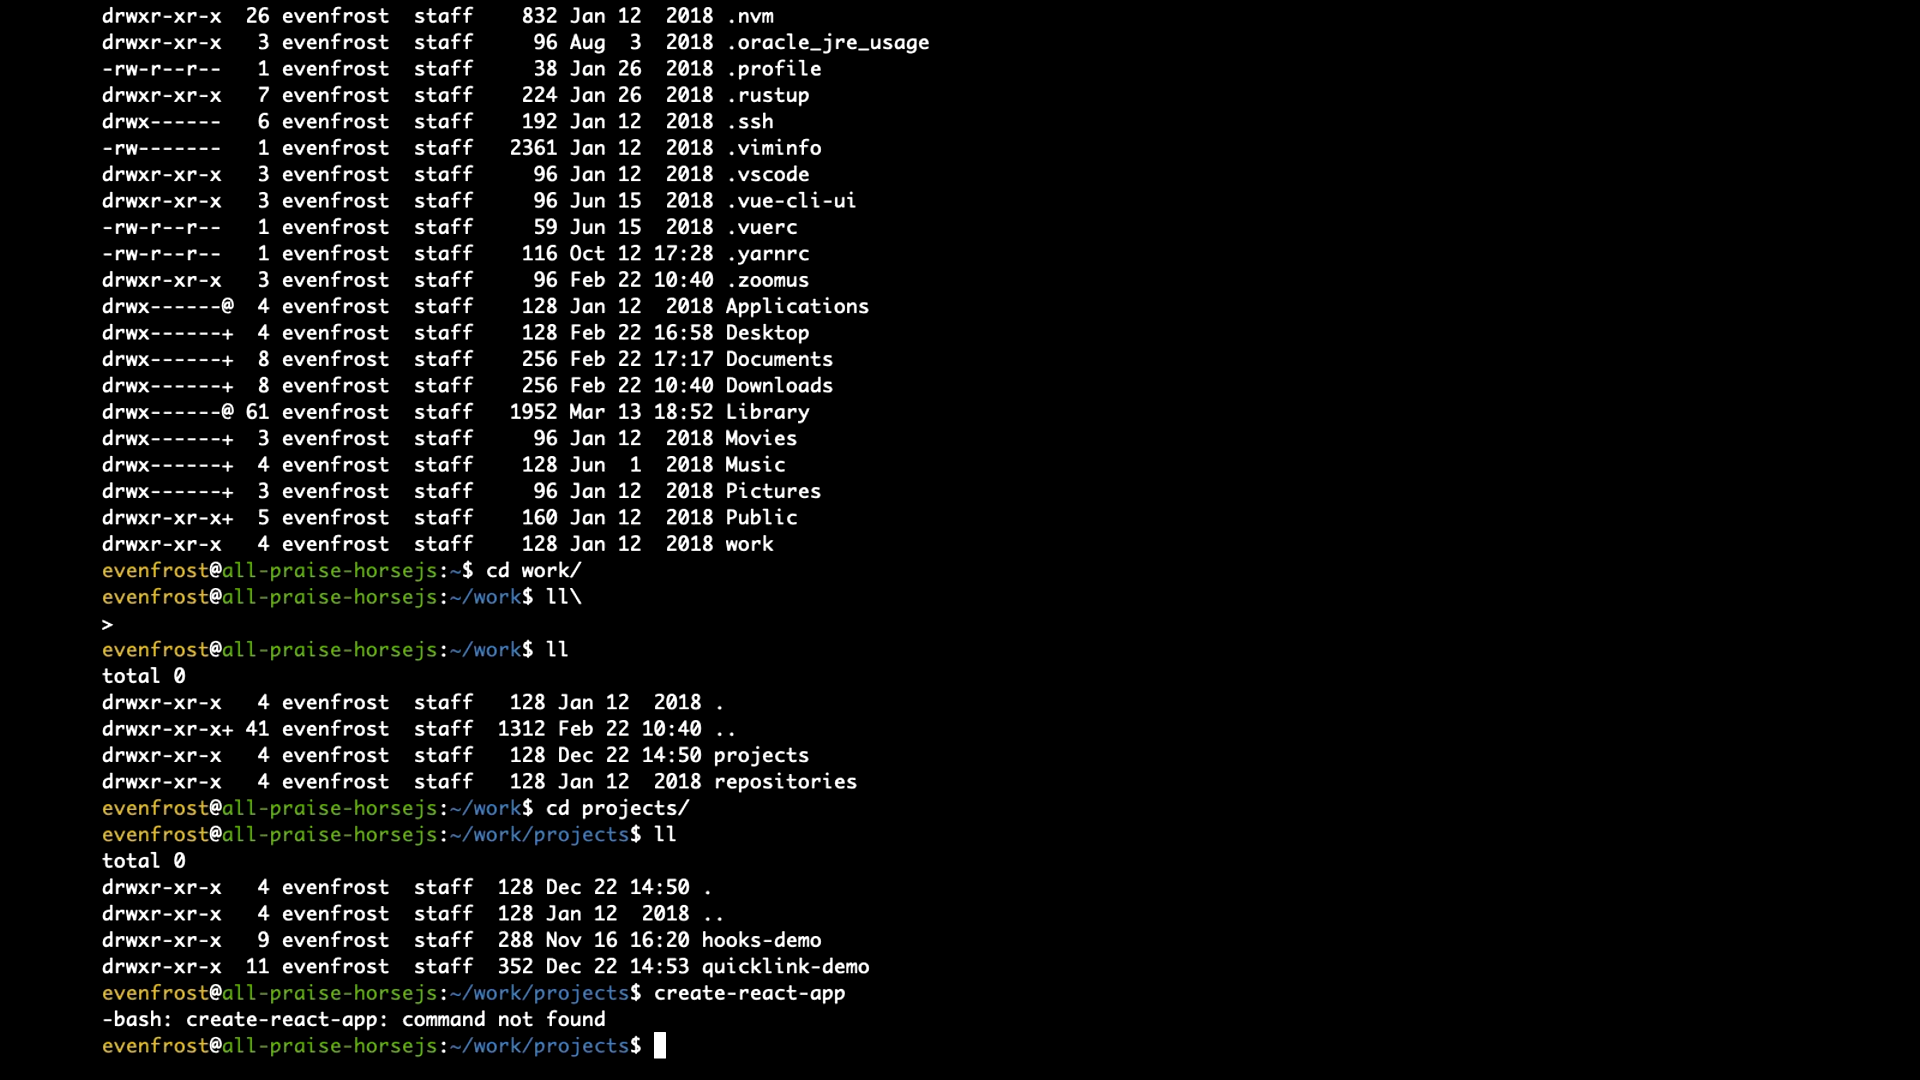 drwxr-xr-x  26 evenfrost  staff    832 Jan 12  2018 .nvm
drwxr-xr-x   3 evenfrost  staff     96 Aug  3  2018 .oracle_jre_usage
-rw-r--r--   1 evenfrost  staff     38 Jan 26  2018 .profile
drwxr-xr-x   7 evenfrost  staff    224 Jan 26  2018 .rustup
drwx------   6 evenfrost  staff    192 Jan 12  2018 .ssh
-rw-------   1 evenfrost  staff   2361 Jan 12  2018 .viminfo
drwxr-xr-x   3 evenfrost  staff     96 Jan 12  2018 .vscode
drwxr-xr-x   3 evenfrost  staff     96 Jun 15  2018 .vue-cli-ui
-rw-r--r--   1 evenfrost  staff     59 Jun 15  2018 .vuerc
-rw-r--r--   1 evenfrost  staff    116 Oct 12 17:28 .yarnrc
drwxr-xr-x   3 evenfrost  staff     96 Feb 22 10:40 .zoomus
drwx------@  4 evenfrost  staff    128 Jan 12  2018 Applications
drwx------+  4 evenfrost  staff    128 Feb 22 16:58 Desktop
drwx------+  8 evenfrost  staff    256 Feb 22 17:17 Documents
drwx------+  8 evenfrost  staff    256 Feb 22 10:40 Downloads
drwx------@ 61 evenfrost  staff   1952 Mar 13 18:52 Library
drwx------+  3 evenfrost  staff     96 Jan 12  2018 Movies
drwx------+  4 evenfrost  staff    128 Jun  1  2018 Music
drwx------+  3 evenfrost  staff     96 Jan 12  2018 Pictures
drwxr-xr-x+  5 evenfrost  staff    160 Jan 12  2018 Public
drwxr-xr-x   4 evenfrost  staff    128 Jan 12  2018 work
evenfrost@all-praise-horsejs:~$ cd work/
evenfrost@all-praise-horsejs:~/work$ ll\
>
evenfrost@all-praise-horsejs:~/work$ ll
total 0
drwxr-xr-x   4 evenfrost  staff   128 Jan 12  2018 .
drwxr-xr-x+ 41 evenfrost  staff  1312 Feb 22 10:40 ..
drwxr-xr-x   4 evenfrost  staff   128 Dec 22 14:50 projects
drwxr-xr-x   4 evenfrost  staff   128 Jan 12  2018 repositories
evenfrost@all-praise-horsejs:~/work$ cd projects/
evenfrost@all-praise-horsejs:~/work/projects$ ll
total 0
drwxr-xr-x   4 evenfrost  staff  128 Dec 22 14:50 .
drwxr-xr-x   4 evenfrost  staff  128 Jan 12  2018 ..
drwxr-xr-x   9 evenfrost  staff  288 Nov 16 16:20 hooks-demo
drwxr-xr-x  11 evenfrost  staff  352 Dec 22 14:53 quicklink-demo
evenfrost@all-praise-horsejs:~/work/projects$ create-react-app
-bash: create-react-app: command not found
evenfrost@all-praise-horsejs:~/work/projects$